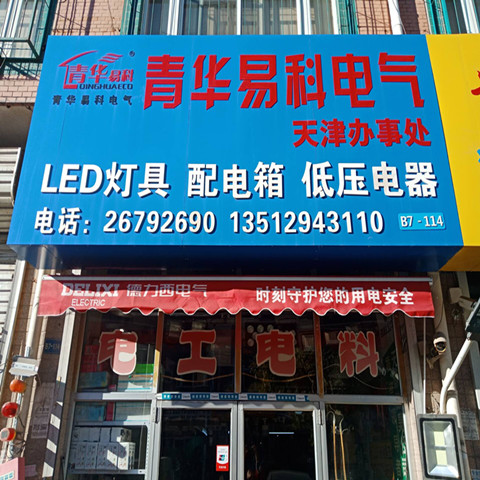 青华易科
QINGHUAECO
青华易科电气
青华易科电气
天津办事处
LED灯具 配电箱 低压电器
电话：26792690 13512943110
B7-114
DELIXI 德力西电气 时刻守护您的用电安全
ELECTRIC
电工电料